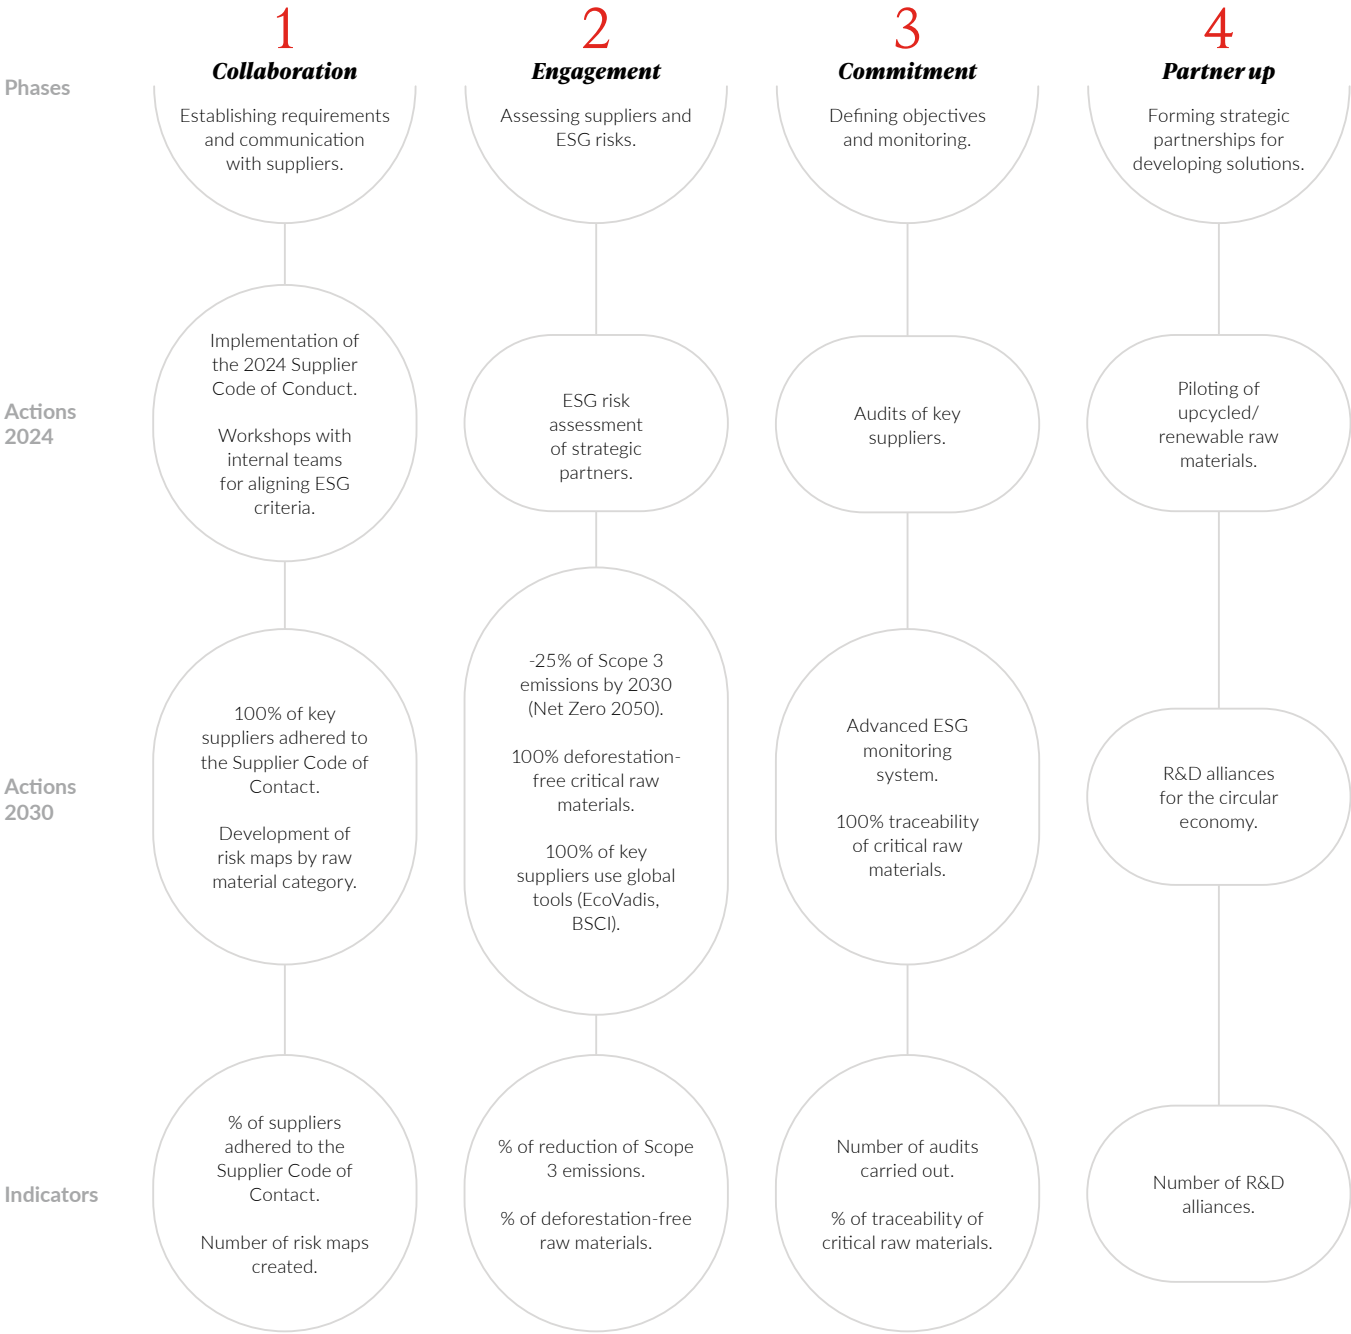 Phases
1
Collaboration
Establishing requirements
and communication
with suppliers.
2
Engagement
Assessing suppliers and
ESG risks.
3
Commitment
Defining objectives
and monitoring.
4
Partner up
Forming strategic
partnerships for
developing solutions.
Actions
2024
Implementation of
the 2024 Supplier
Code of Conduct.
Workshops with
internal teams
for aligning ESG
criteria.
ESG risk
assessment
of strategic
partners.
Audits of key
suppliers.
Piloting of
upcycled/
renewable raw
materials.
Actions
2030
100% of key
suppliers adhered to
the Supplier Code of
Contact.
Development of
risk maps by raw
material category.
-25% of Scope 3
emissions by 2030
(Net Zero 2050).
100% deforestation-
free critical raw
materials.
100% of key
suppliers use global
tools (EcoVadis,
BSCI).
Advanced ESG
monitoring
system.
100% traceability
of critical raw
materials.
R&D alliances
for the circular
economy.
Indicators
% of suppliers
adhered to the
Supplier Code of
Contact.
Number of risk maps
created.
% of reduction of Scope
3 emissions.
% of deforestation-free
raw materials.
Number of audits
carried out.
% of traceability of
critical raw materials.
Number of R&D
alliances.